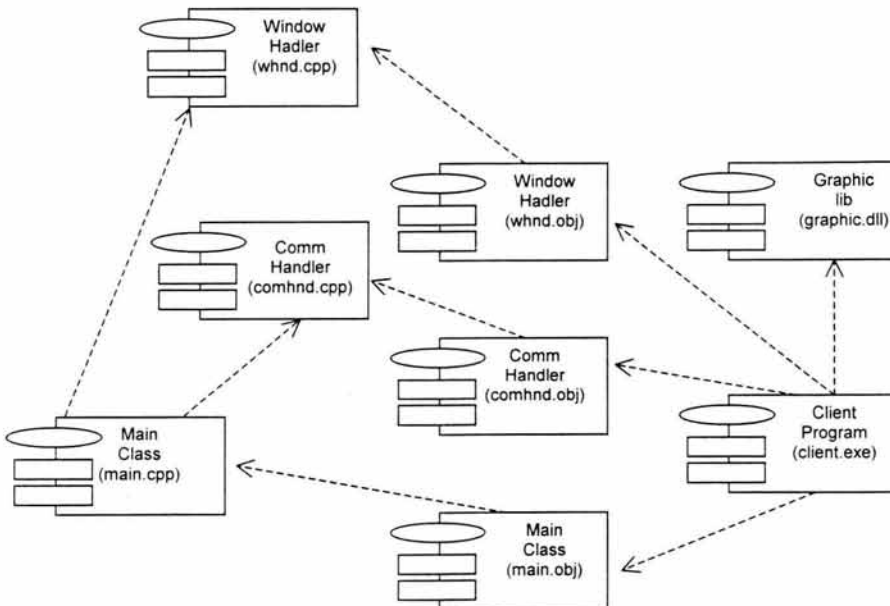 Window
Hadler
(whnd.cpp)
Window
Hadler
(whnd.obj)
Graphic
lib
(graphic.dll)
Comm
Handler
(comhnd.cpp)
Comm
Handler
(comhnd.obj)
Main
Class
(main.cpp)
Client
Program
(client.exe)
Main
Class
(main.obj)